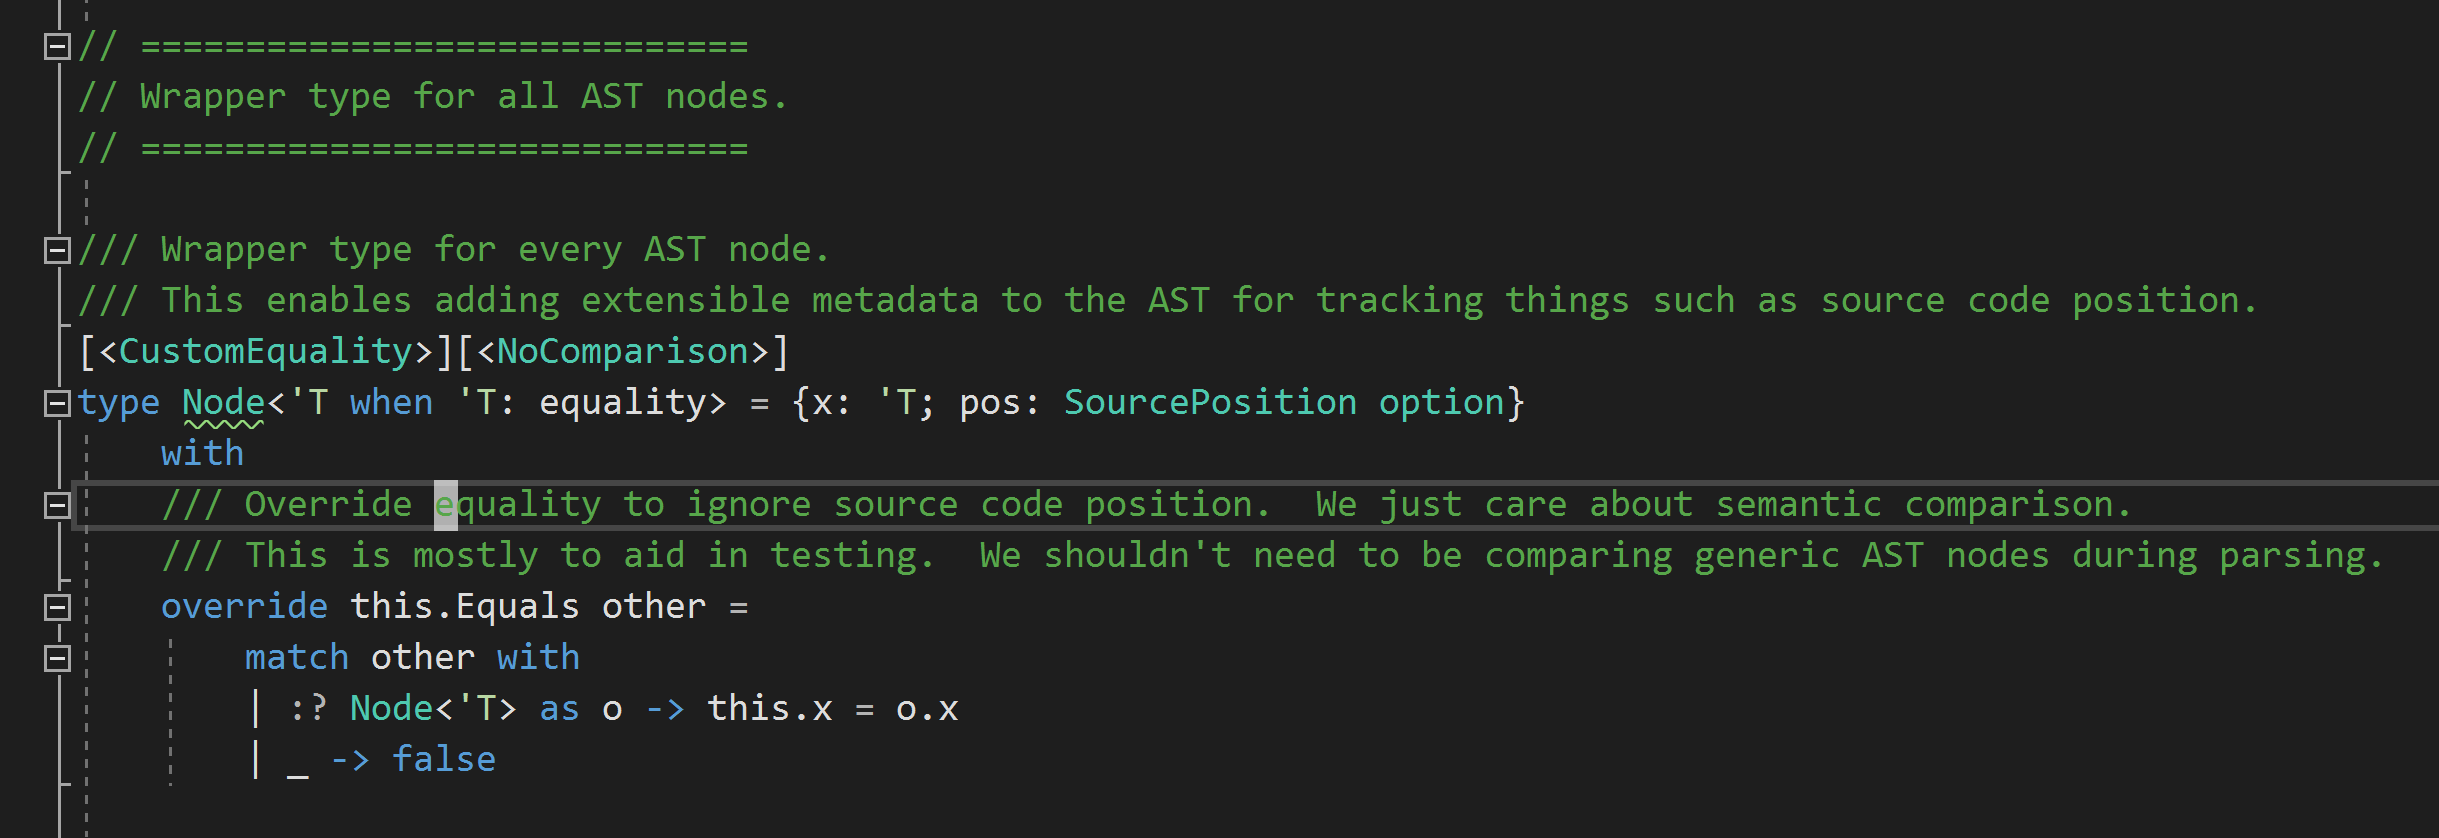 // =============================
// Wrapper type for all AST nodes.
// =============================
/// Wrapper type for every AST node.
/// This enables adding extensible metadata to the AST for tracking things such as source code position.
[<CustomEquality>][<NoComparison>]
type Node<'T when 'T: equality> = {x: 'T; pos: SourcePosition option}
    with
    /// Override equality to ignore source code position.  We just care about semantic comparison.
    /// This is mostly to aid in testing.  We shouldn't need to be comparing generic AST nodes during parsing.
    override this.Equals other =
        match other with
        | :? Node<'T> as o -> this.x = o.x
        | _ -> false